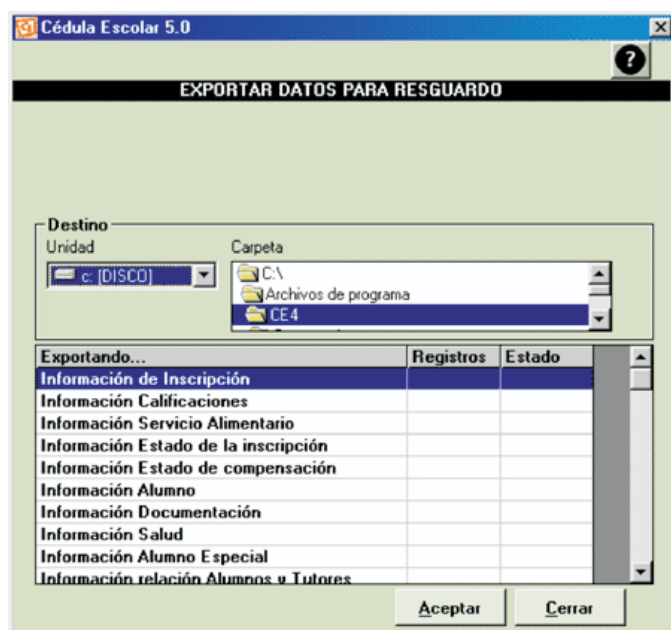 Cédula Escolar 5.0
?
EXPORTAR DATOS PARA RESGUARDO
Destino
Unidad Carpeta
c: [DISCO]
C:\
Archivos de programa
CE4
Exportando... Registros Estado
Información de Inscripción
Información Calificaciones
Información Servicio Alimentario
Información Estado de la inscripción
Información Estado de compensación
Información Alumno
Información Documentación
Información Salud
Información Alumno Especial
Información relación Alumnos y Tutores
Aceptar Cerrar